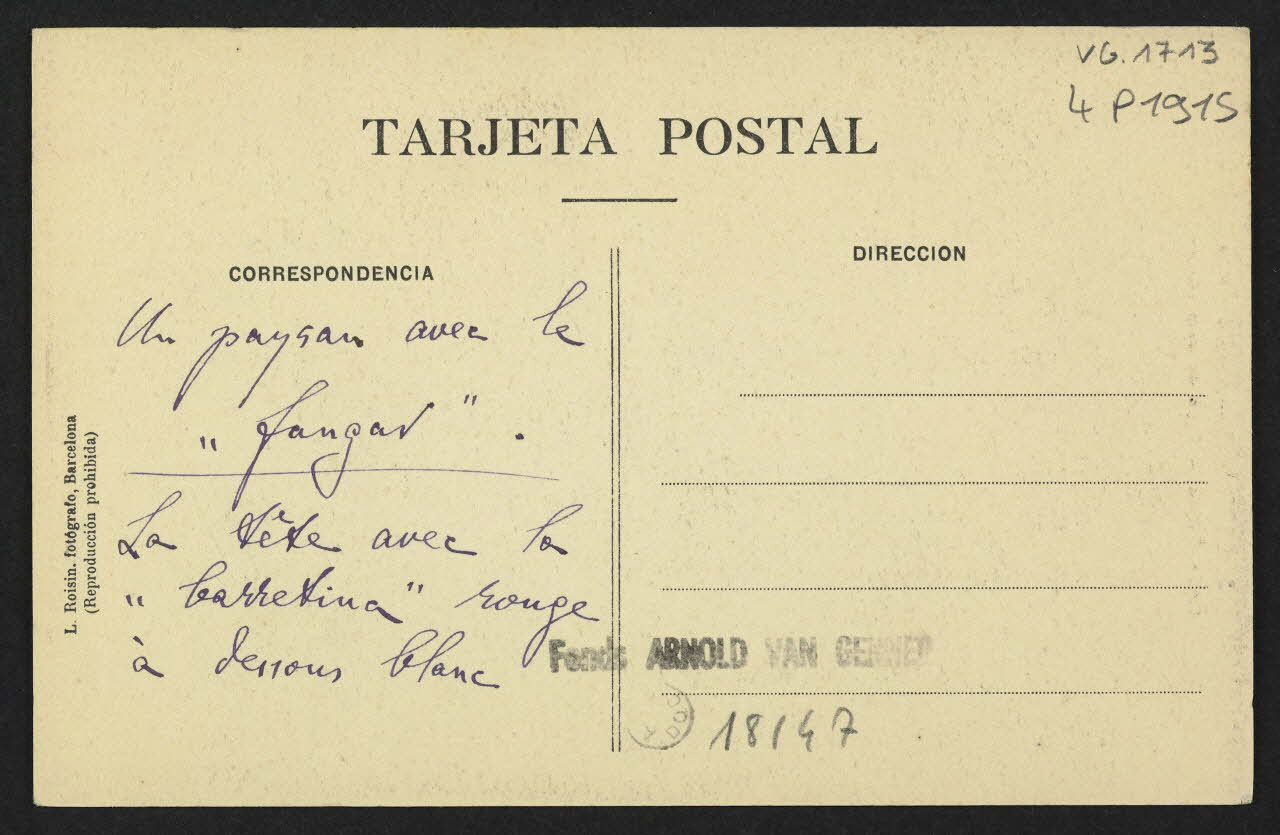 VG. 1713
4 P 1915
TARJETA POSTAL
CORRESPONDENCIA
DIRECCION
Un paysan avec le
" fangar " .
La tête avec la
" barretina " rouge
à dessous blanc
L. Roisin. fotógrafo, Barcelona
(Reproducción prohibida)
Fonds ARNOLD VAN GENNEP
18147